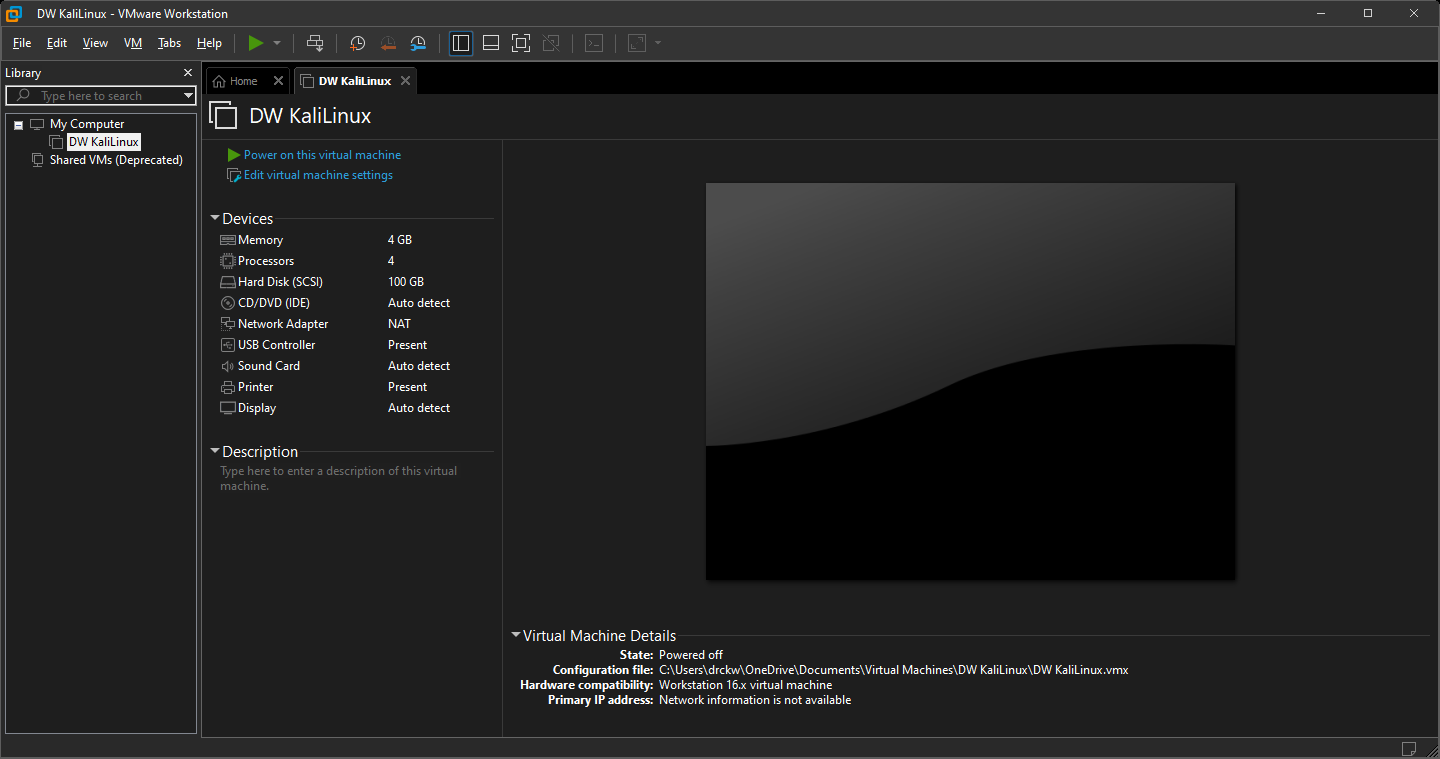 DW KaliLinux - VMware Workstation
File Edit View VM Tabs Help
Library
Type here to search
My Computer
DW KaliLinux
Shared VMs (Deprecated)
Home
DW KaliLinux
DW KaliLinux
Power on this virtual machine
Edit virtual machine settings
Devices
Memory 4 GB
Processors 4
Hard Disk (SCSI) 100 GB
CD/DVD (IDE) Auto detect
Network Adapter NAT
USB Controller Present
Sound Card Auto detect
Printer Present
Display Auto detect
Description
Type here to enter a description of this virtual
machine.
Virtual Machine Details
State: Powered off
Configuration file: C:\Users\drckw\OneDrive\Documents\Virtual Machines\DW KaliLinux\DW KaliLinux.vmx
Hardware compatibility: Workstation 16.x virtual machine
Primary IP address: Network information is not available